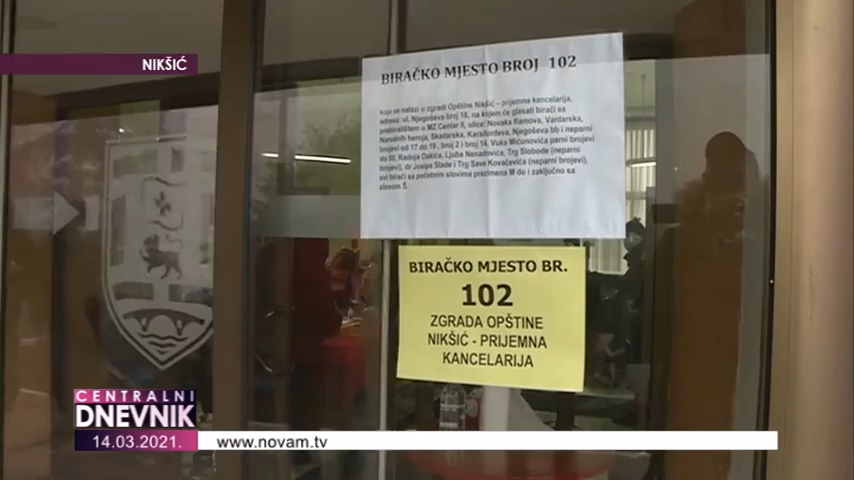 NIKŠIĆ
BIRAČKO MJESTO BROJ 102
koje se nalazi u zgradi Opštine Nikšić – prijemna kancelarija,
adresa: ul. Njegoševa broj 18, na kojem će glasati birači sa
prebivalištem u MZ Centar II, ulice: Novaka Ramova, Vardarska,
Narodnih heroja, Skadarska, Karađorđeva, Njegoševa bb i neparni
brojevi od 17 do 19, broj 2 i broj 14, Vuka Mićunovića parni brojevi
do 50, Radoja Dakića, Ljuba Nenadovića, Trg Slobode (neparni
brojevi), dr Josipa Slade i Trg Save Kovačevića (neparni brojevi),
svi birači sa početnim slovima prezimena M do i zaključno sa
slovom Š.
BIRAČKO MJESTO BR.
102
ZGRADA OPŠTINE
NIKŠIĆ - PRIJEMNA
KANCELARIJA
CENTRALNI
DNEVNIK
14.03.2021.
www.novam.tv